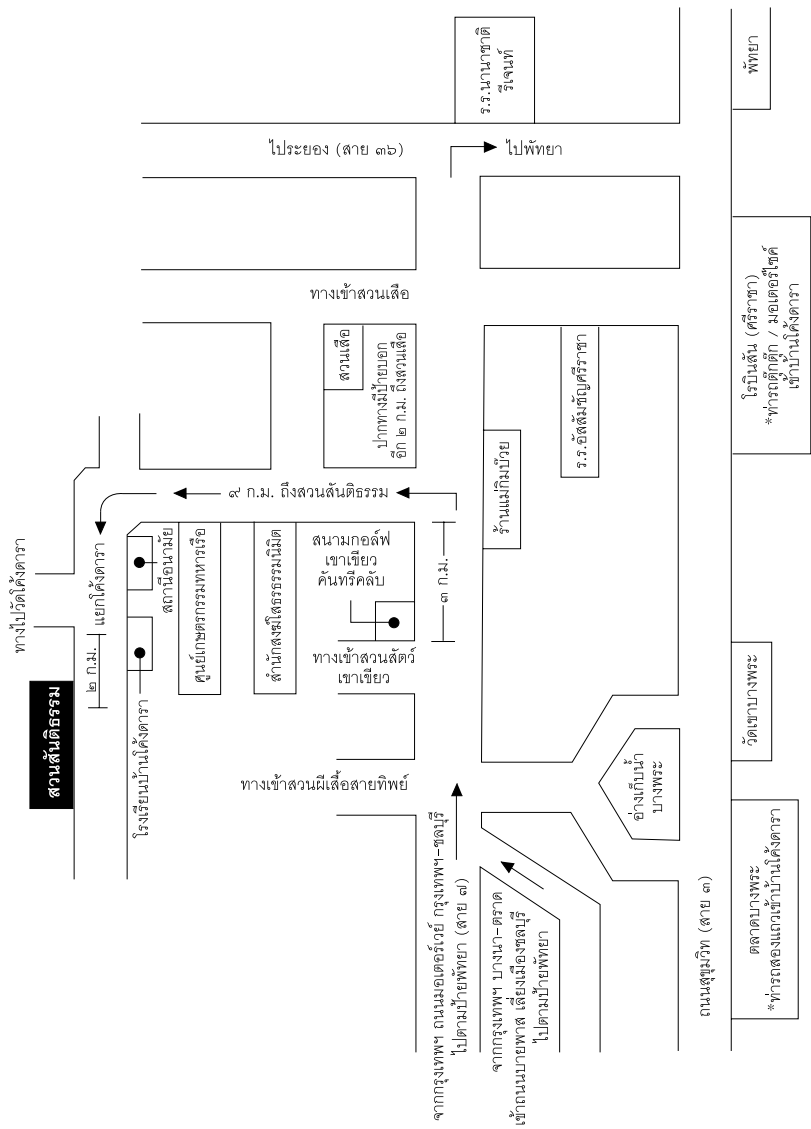 ร.ร.นานาชาติ
รีเจนท์
พัทยา
ไประยอง (สาย ๓๖)
ไปพัทยา
ทางเข้าสวนเสือ
สวนเสือ
ปากทางมีป้ายบอก
อีก ๒ ก.ม. ถึงสวนเสือ
ร.ร.อัสสัมชัญศรีราชา
โรบินสัน (ศรีราชา)
*ท่ารถตุ๊กตุ๊ก / มอเตอร์ไซค์
เข้าบ้านโค้งดารา
ร้านแม่กิมบ๊วย
๙ ก.ม. ถึงสวนสันติธรรม
ทางไปวัดโค้งดารา
แยกโค้งดารา
สถานีอนามัย
ศูนย์เกษตรกรรมทหารเรือ
สำนักสงฆ์โสธรธรรมนิมิต
สนามกอล์ฟ
เขาเขียว
คันทรีคลับ
๓ ก.ม.
๒ ก.ม.
ทางเข้าสวนสัตว์
เขาเขียว
สวนสันติธรรม
โรงเรียนบ้านโค้งดารา
ทางเข้าสวนผีเสื้อสายทิพย์
วัดเขาบางพระ
อ่างเก็บน้ำ
บางพระ
จากกรุงเทพฯ ถนนมอเตอร์เวย์ กรุงเทพฯ-ชลบุรี
ไปตามป้ายพัทยา (สาย ๗)
จากกรุงเทพฯ บางนา-ตราด
เข้าถนนบายพาส เลี่ยงเมืองชลบุรี
ไปตามป้ายพัทยา
ถนนสุขุมวิท (สาย ๓)
ตลาดบางพระ
*ท่ารถสองแถวเข้าบ้านโค้งดารา